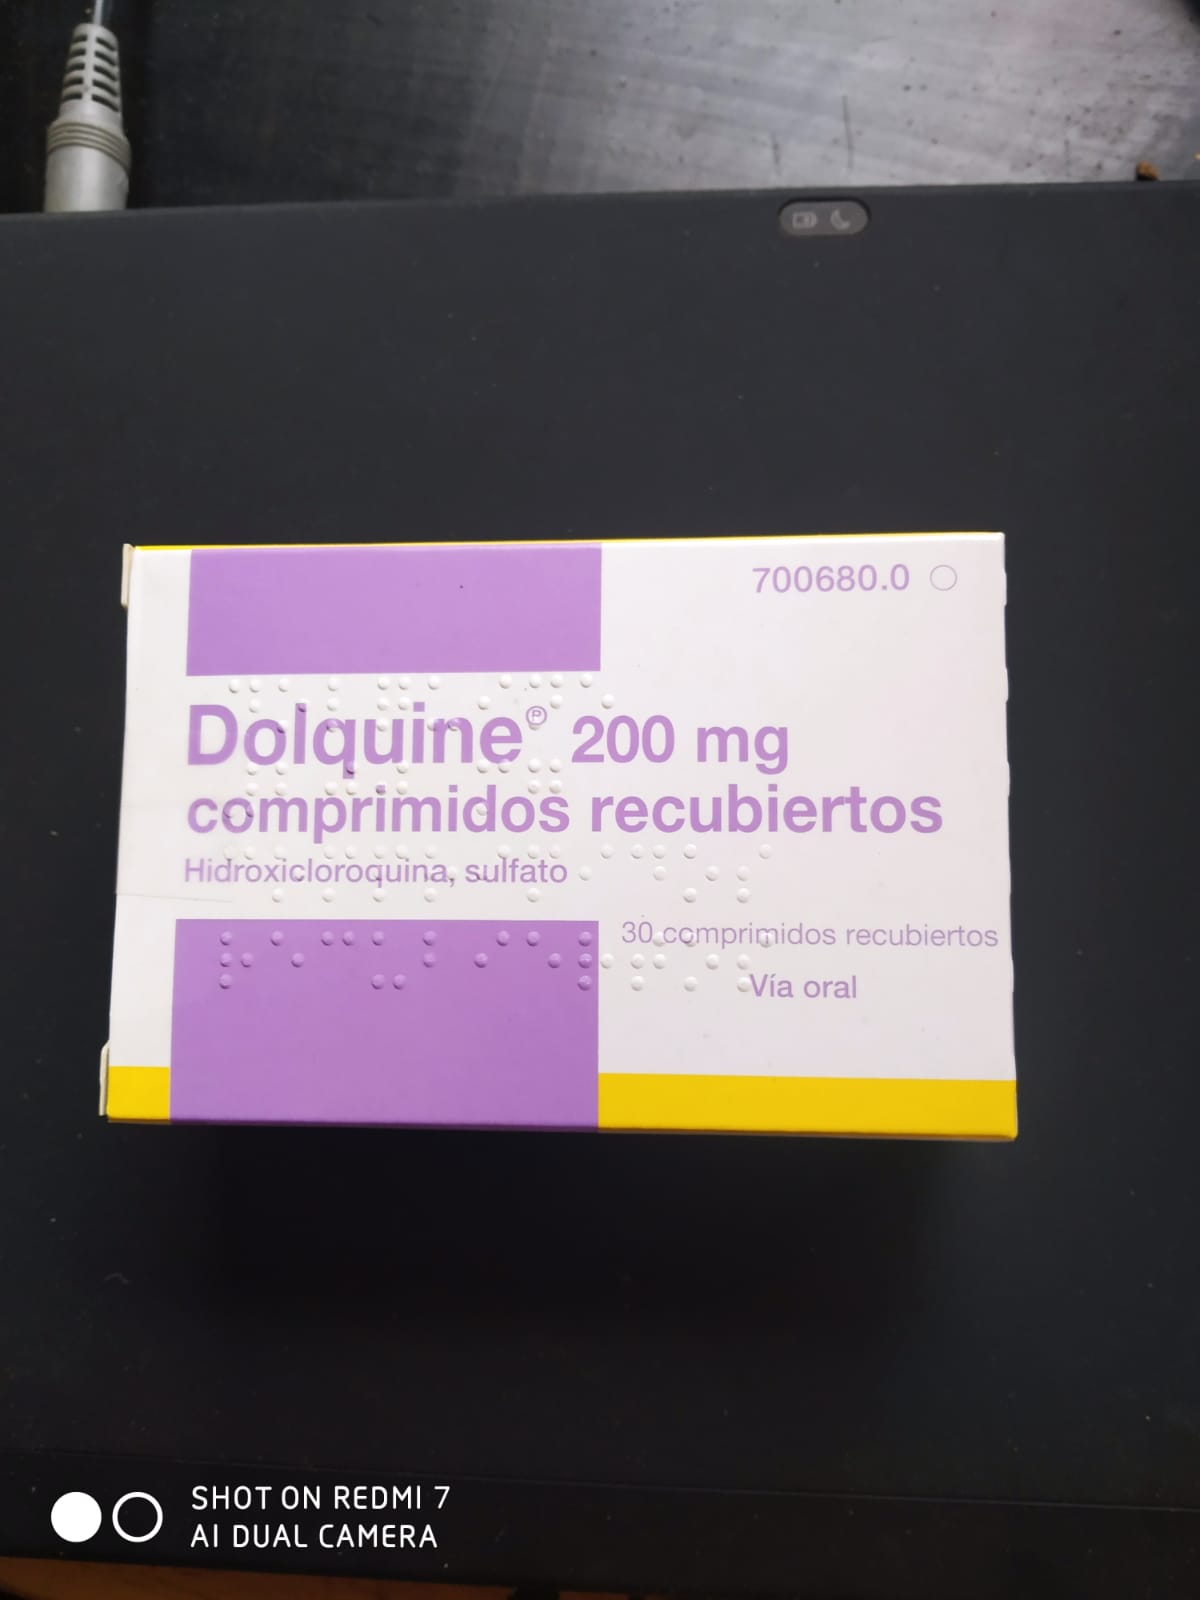 700680.0
Dolquine® 200 mg
comprimidos recubiertos
Hidroxicloroquina, sulfato
30 comprimidos recubiertos
Vía oral
SHOT ON REDMI 7
AI DUAL CAMERA